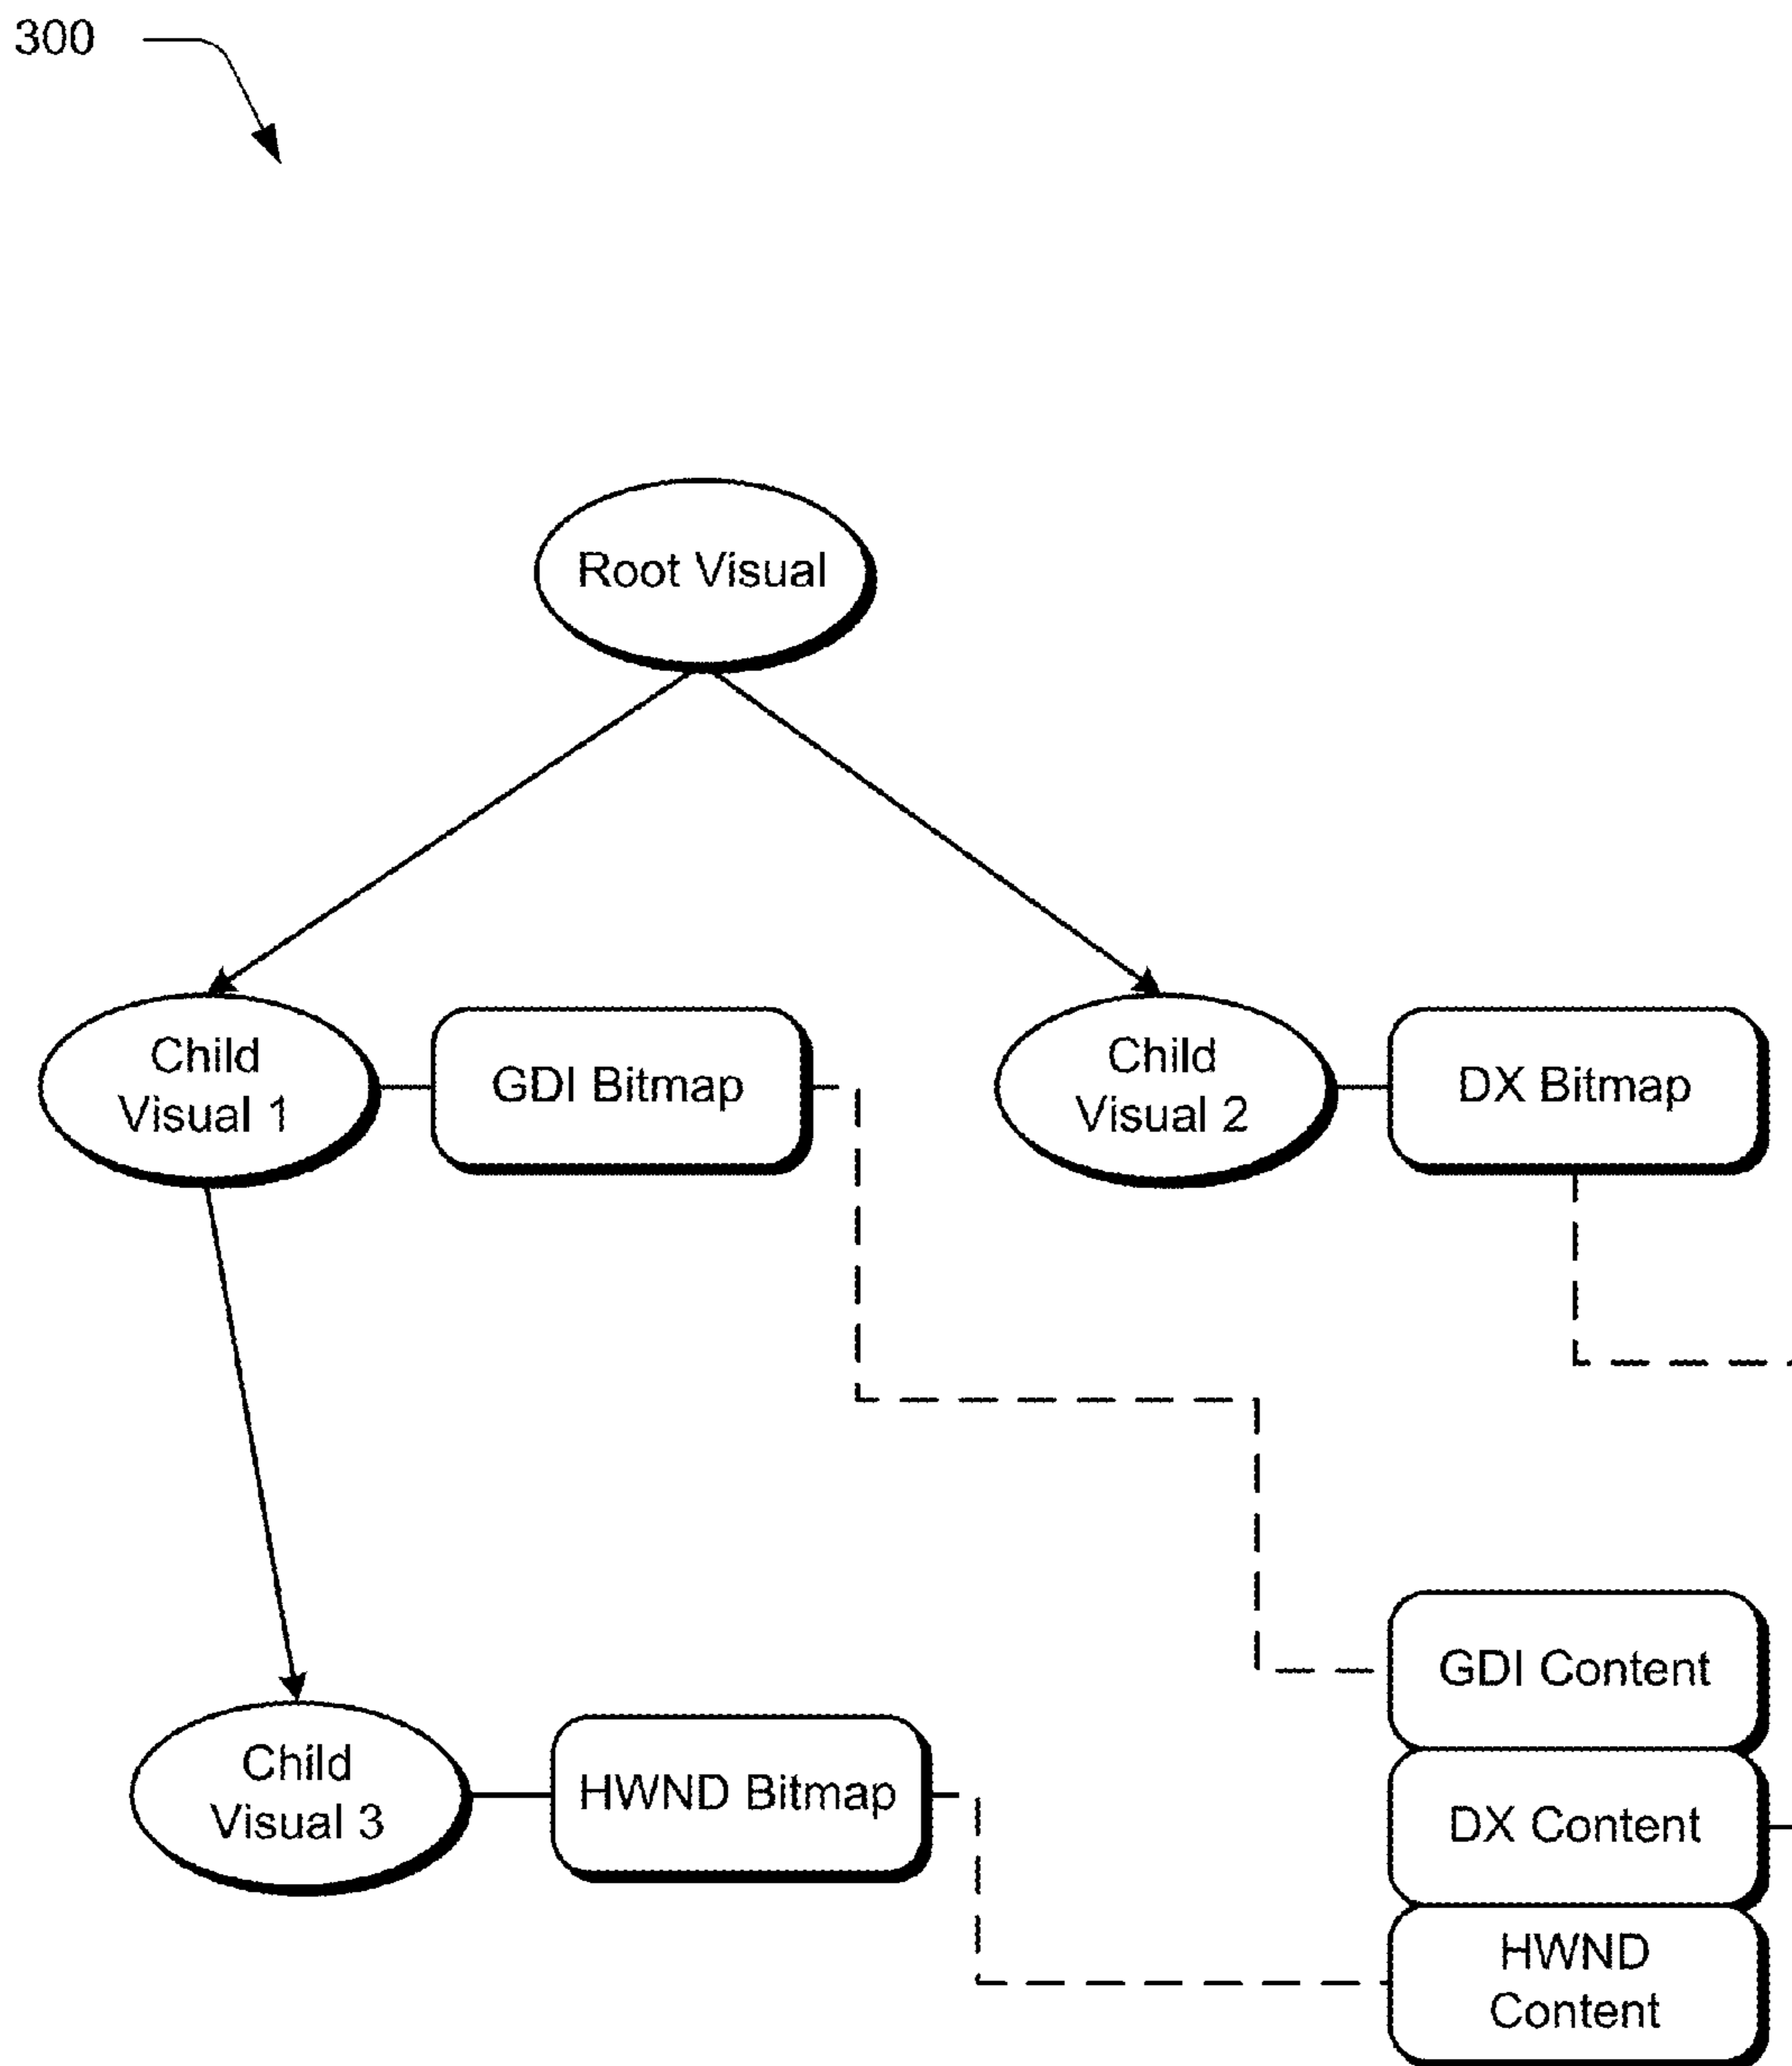 300
Root Visual
Child
Visual 1
GDI Bitmap
Child
Visual 2
DX Bitmap
GDI Content
Child
Visual 3
HWND Bitmap
DX Content
HWND
Content